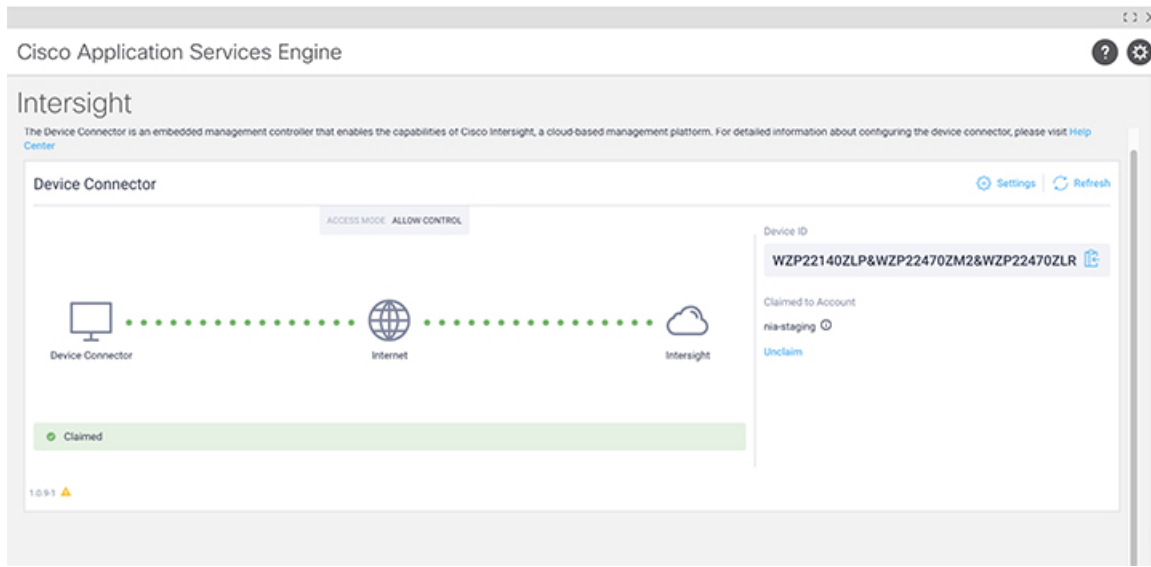 Cisco Application Services Engine
?
Intersight
The Device Connector is an embedded management controller that enables the capabilities of Cisco Intersight, a cloud-based management platform. For detailed information about configuring the device connector, please visit Help
Center
Device Connector
Settings
Refresh
ACCESS MODE ALLOW CONTROL
Device ID
WZP22140ZLP&WZP22470ZM2&WZP22470ZLR
Claimed to Account
nia-staging
Unclaim
Device Connector
Internet
Intersight
Claimed
1.0.9-1